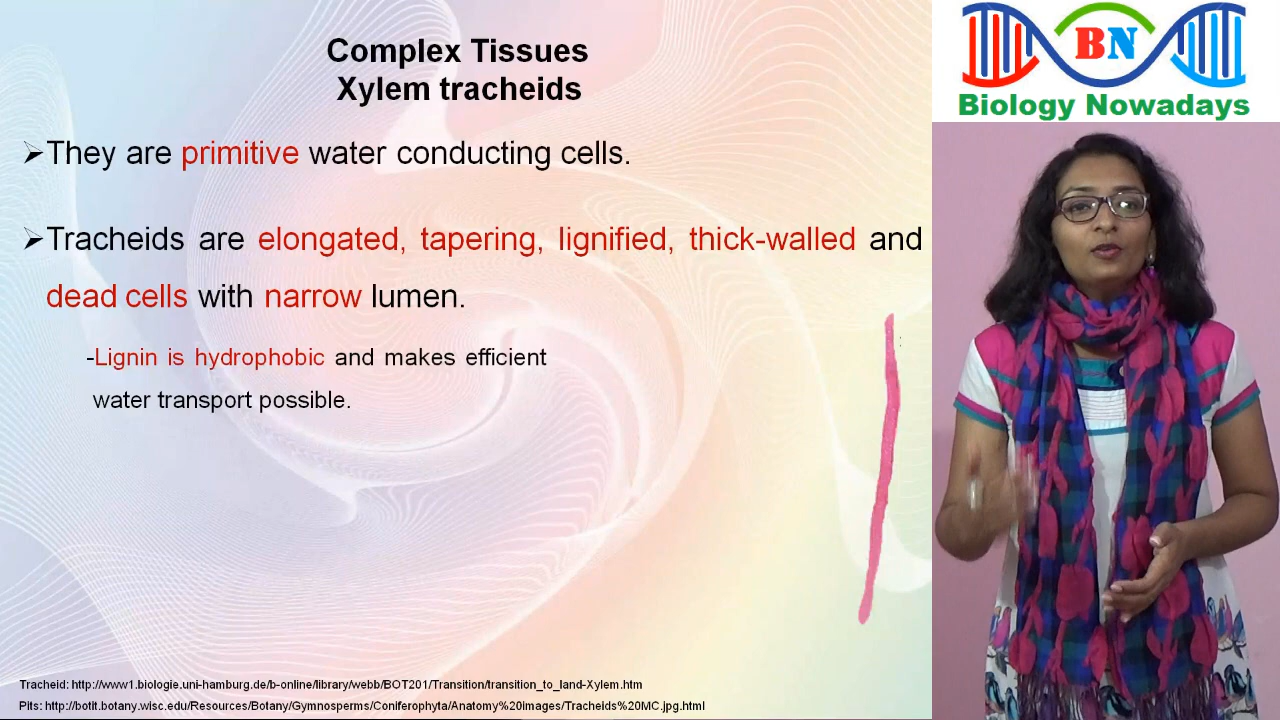 Complex Tissues
Xylem tracheids
➢They are primitive water conducting cells.
➢Tracheids are elongated, tapering, lignified, thick-walled and
dead cells with narrow lumen.
-Lignin is hydrophobic and makes efficient
water transport possible.
Tracheid: http://www1.biologie.uni-hamburg.de/b-online/library/webb/BOT201/Transition/transition_to_land-Xylem.htm
Pits: http://botit.botany.wisc.edu/Resources/Botany/Gymnosperms/Coniferophyta/Anatomy%20images/Tracheids%20MC.jpg.html
BN
Biology Nowadays